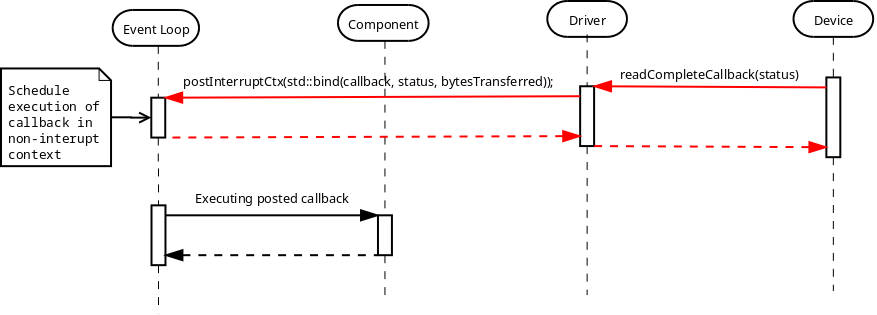 Event Loop
Component
Driver
Device
readCompleteCallback(status)
postInterruptCtx(std::bind(callback, status, bytesTransferred));
Schedule
execution of
callback in
non-interupt
context
Executing posted callback